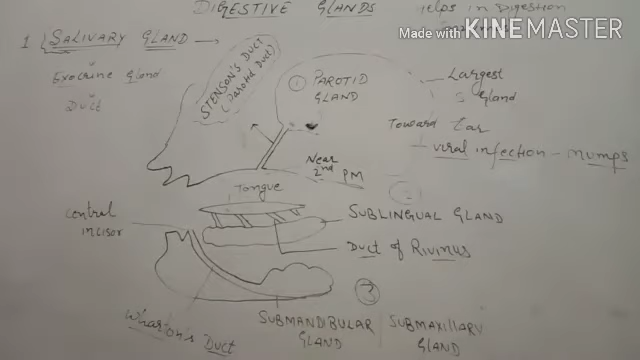 DIGESTIVE GLANDS
Helps in Digestion
Made with KINEMASTER
1 SALIVARY GLAND →
Exocrine Gland
Duct
STENSON'S DUCT
(Parotid Duct)
① PAROTID
GLAND
Largest
S Gland
Toward Ear
viral infection - mumps
Near
2nd PM
Tongue
②
SUBLINGUAL GLAND
Duct of Rivinus
Central
incisor
③
Wharton's Duct
SUBMANDIBULAR
GLAND
SUBMAXILLARY
GLAND